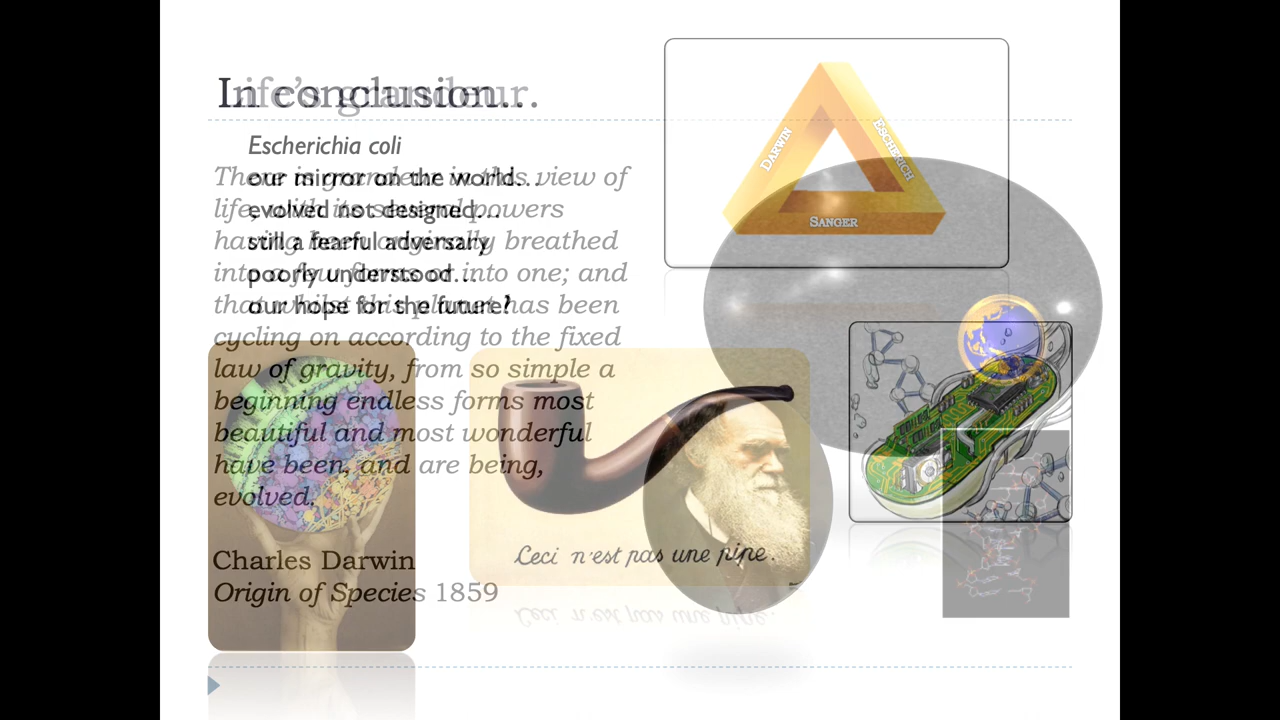 In conclusion...
Life's grandeur.
Escherichia coli
our mirror on the world...
evolved not designed...
still a fearful adversary
poorly understood...
our hope for the future?
There is grandeur in this view of
life, with its several powers
having been originally breathed
into a few forms or into one; and
that whilst this planet has been
cycling on according to the fixed
law of gravity, from so simple a
beginning endless forms most
beautiful and most wonderful
have been, and are being,
evolved.
Charles Darwin
Origin of Species 1859
DARWIN
ESCHERICH
SANGER
Ceci n'est pas une pipe.